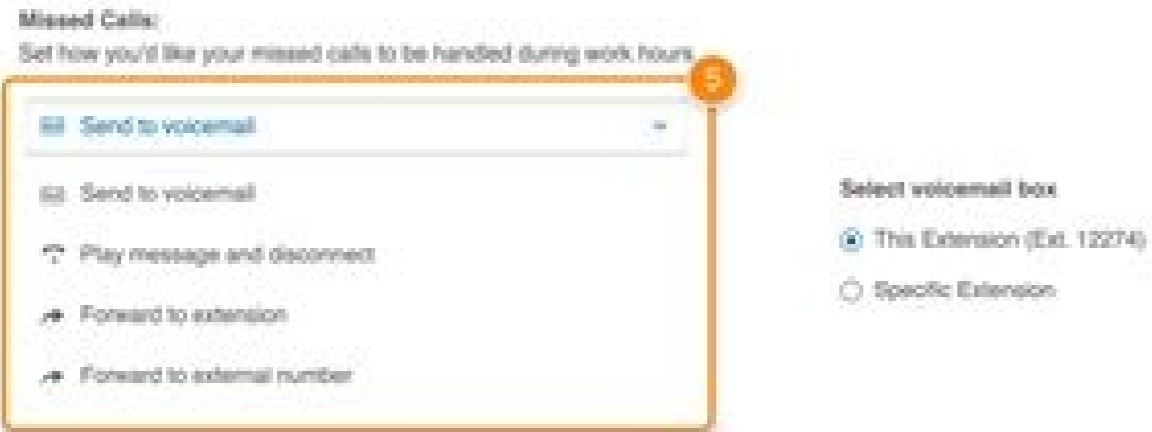 Missed Calls:
Set how you'd like your missed calls to be handled during work hours
5
Send to voicemail
Send to voicemail
Play message and disconnect
Forward to extension
Forward to external number
Select voicemail box
This Extension (Ext. 12274)
Specific Extension